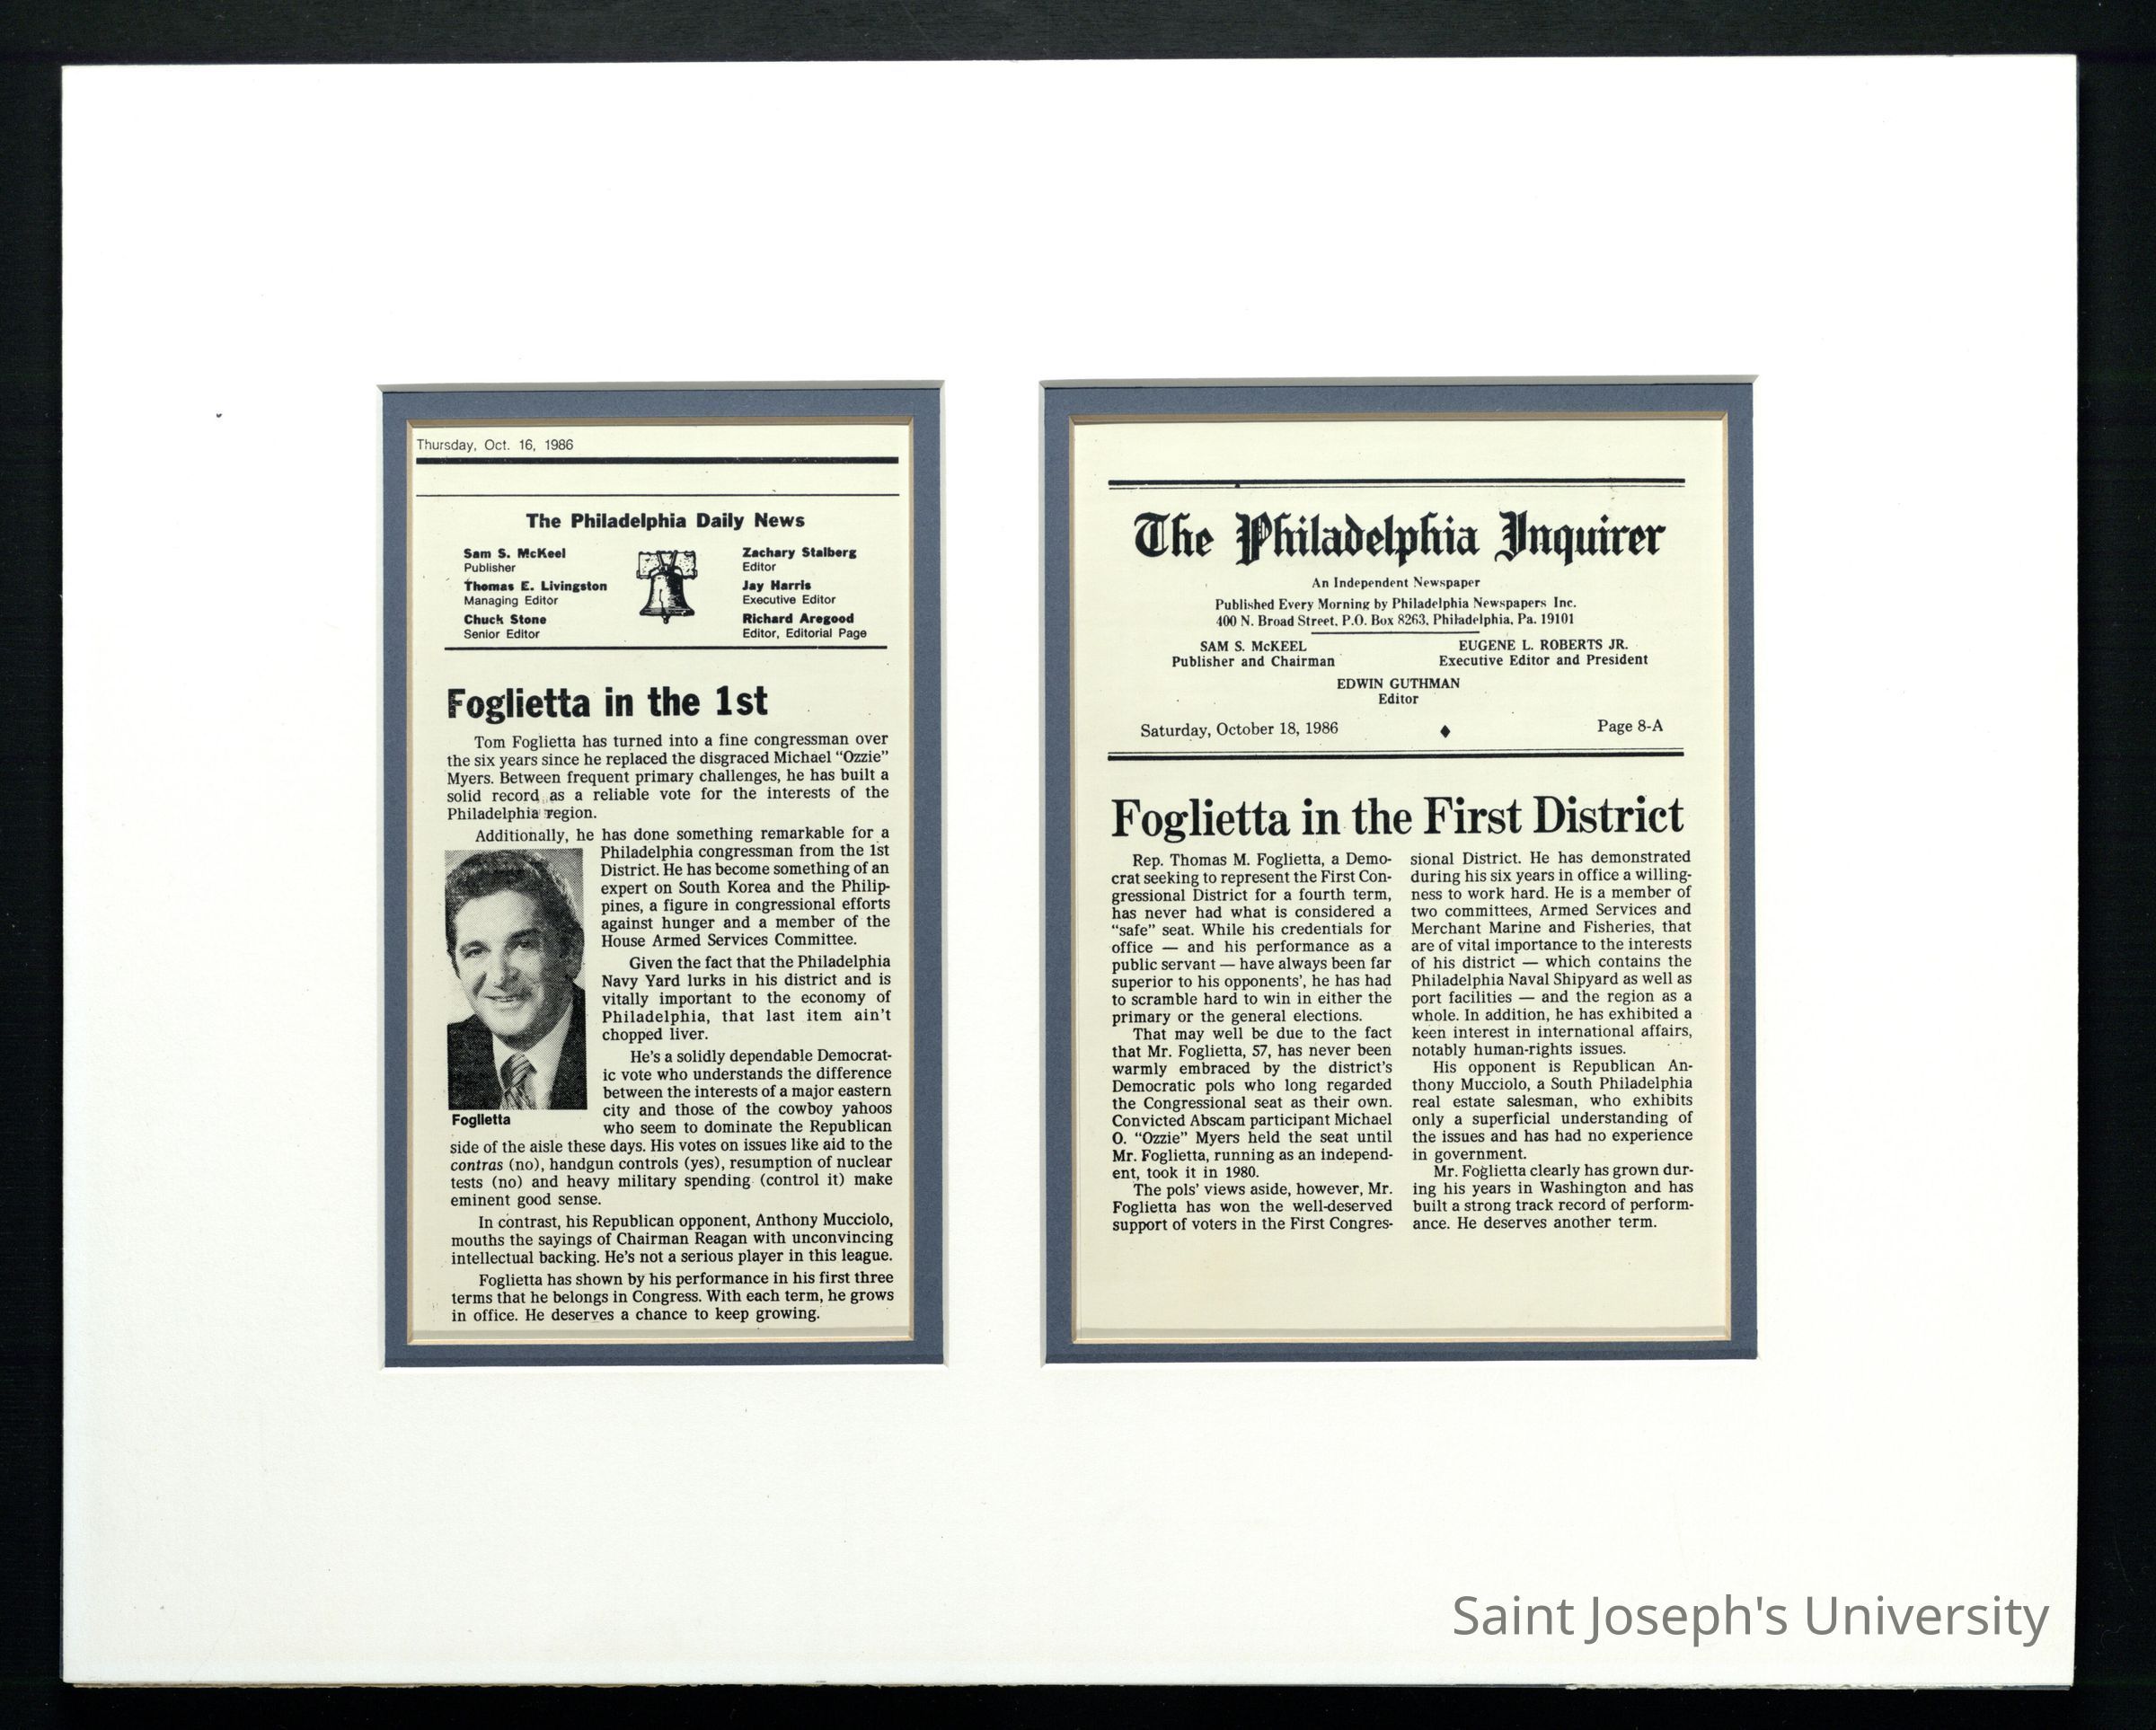 Thursday, Oct. 16, 1986
The Philadelphia Daily News
Sam S. McKeel
Publisher
Thomas E. Livingston
Managing Editor
Chuck Stone
Senior Editor
Zachary Stalberg
Editor
Jay Harris
Executive Editor
Richard Aregood
Editor, Editorial Page
Foglietta in the 1st
Tom Foglietta has turned into a fine congressman over
the six years since he replaced the disgraced Michael “Ozzie”
Myers. Between frequent primary challenges, he has built a
solid record as a reliable vote for the interests of the
Philadelphia region.
Additionally, he has done something remarkable for a
Philadelphia congressman from the 1st
District. He has become something of an
expert on South Korea and the Philip-
pines, a figure in congressional efforts
against hunger and a member of the
House Armed Services Committee.
Given the fact that the Philadelphia
Navy Yard lurks in his district and is
vitally important to the economy of
Philadelphia, that last item ain't
chopped liver.
He's a solidly dependable Democrat-
ic vote who understands the difference
between the interests of a major eastern
city and those of the cowboy yahoos
Foglietta
who seem to dominate the Republican
side of the aisle these days. His votes on issues like aid to the
contras (no), handgun controls (yes), resumption of nuclear
tests (no) and heavy military spending (control it) make
eminent good sense.
In contrast, his Republican opponent, Anthony Mucciolo,
mouths the sayings of Chairman Reagan with unconvincing
intellectual backing. He's not a serious player in this league.
Foglietta has shown by his performance in his first three
terms that he belongs in Congress. With each term, he grows
in office. He deserves a chance to keep growing.
The Philadelphia Inquirer
An Independent Newspaper
Published Every Morning by Philadelphia Newspapers Inc.
400 N. Broad Street, P.O. Box 8263, Philadelphia, Pa. 19101
SAM S. McKEEL
Publisher and Chairman
EUGENE L. ROBERTS JR.
Executive Editor and President
EDWIN GUTHMAN
Editor
Saturday, October 18, 1986 ♦ Page 8-A
Foglietta in the First District
Rep. Thomas M. Foglietta, a Demo-
crat seeking to represent the First Con-
gressional District for a fourth term,
has never had what is considered a
“safe” seat. While his credentials for
office — and his performance as a
public servant — have always been far
superior to his opponents', he has had
to scramble hard to win in either the
primary or the general elections.
That may well be due to the fact
that Mr. Foglietta, 57, has never been
warmly embraced by the district's
Democratic pols who long regarded
the Congressional seat as their own.
Convicted Abscam participant Michael
O. “Ozzie” Myers held the seat until
Mr. Foglietta, running as an independ-
ent, took it in 1980.
The pols' views aside, however, Mr.
Foglietta has won the well-deserved
support of voters in the First Congres-
sional District. He has demonstrated
during his six years in office a willing-
ness to work hard. He is a member of
two committees, Armed Services and
Merchant Marine and Fisheries, that
are of vital importance to the interests
of his district — which contains the
Philadelphia Naval Shipyard as well as
port facilities — and the region as a
whole. In addition, he has exhibited a
keen interest in international affairs,
notably human-rights issues.
His opponent is Republican An-
thony Mucciolo, a South Philadelphia
real estate salesman, who exhibits
only a superficial understanding of
the issues and has had no experience
in government.
Mr. Foglietta clearly has grown dur-
ing his years in Washington and has
built a strong track record of perform-
ance. He deserves another term.
Saint Joseph's University